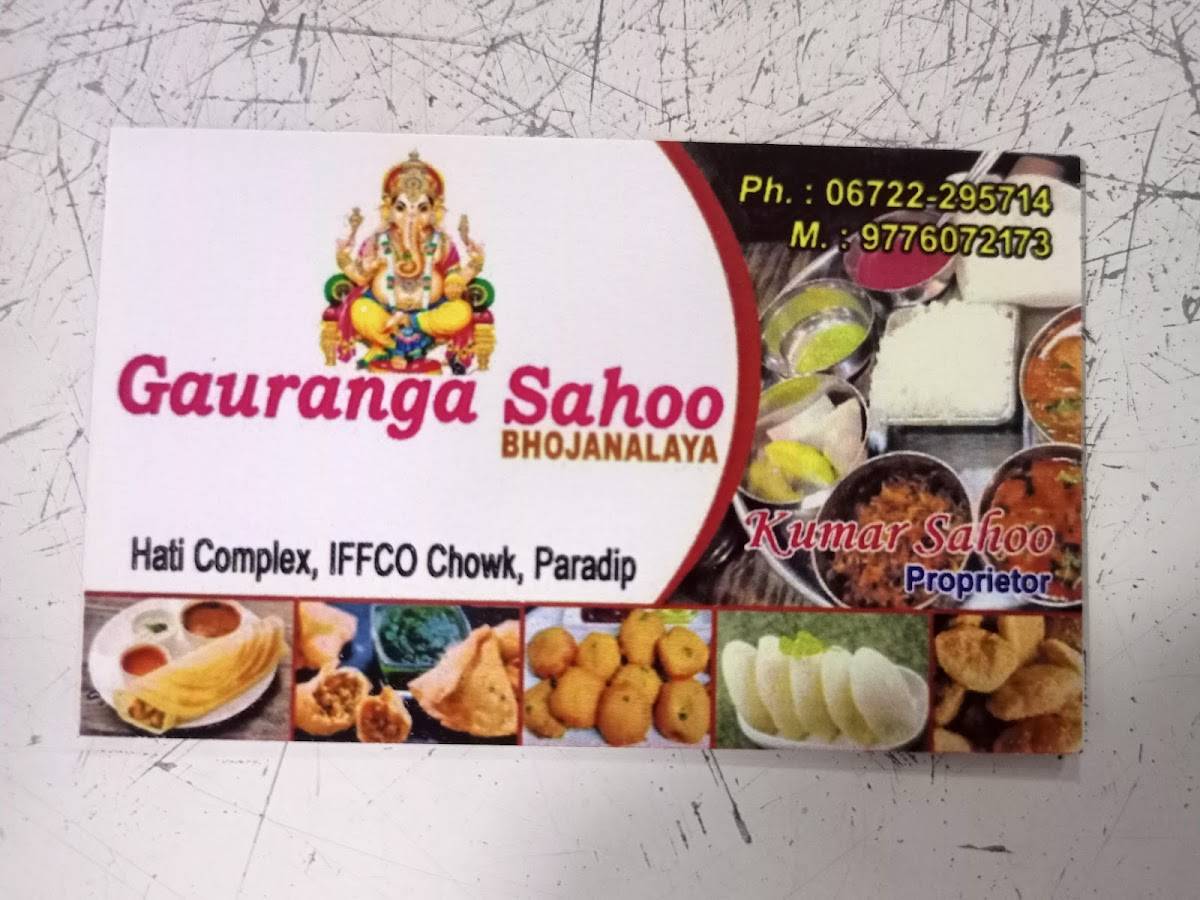 Ph. : 06722-295714
M. : 9776072173
Gauranga Sahoo
BHOJANALAYA
Hati Complex, IFFCO Chowk, Paradip
Kumar Sahoo
Proprietor